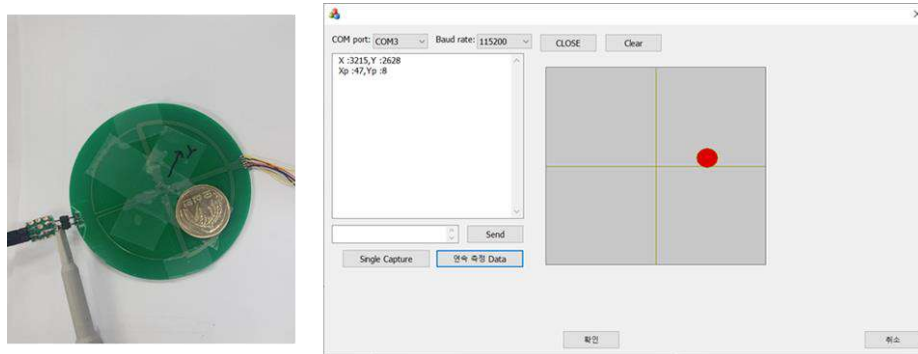 COM port: COM3 Baud rate: 115200 CLOSE Clear
X :3215,Y :2628
Xp :47,Yp :8
Send
Single Capture 연속 측정 Data
확인 취소